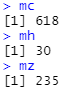 > mc
[1] 618
> mh
[1] 30
> mz
[1] 235